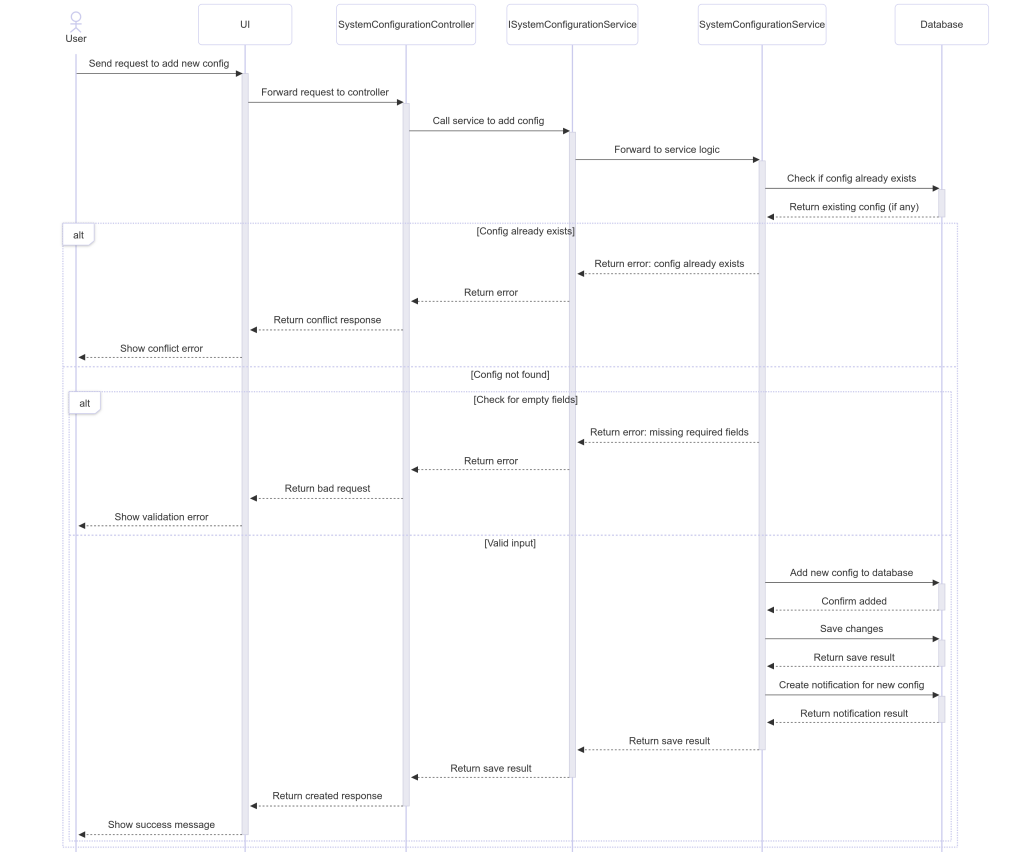 User
UI
SystemConfigurationController
ISystemConfigurationService
SystemConfigurationService
Database
Send request to add new config
Forward request to controller
Call service to add config
Forward to service logic
Check if config already exists
Return existing config (if any)
alt
[Config already exists]
Return error: config already exists
Return error
Return conflict response
Show conflict error
[Config not found]
alt
[Check for empty fields]
Return error: missing required fields
Return error
Return bad request
Show validation error
[Valid input]
Add new config to database
Confirm added
Save changes
Return save result
Create notification for new config
Return notification result
Return save result
Return save result
Return created response
Show success message